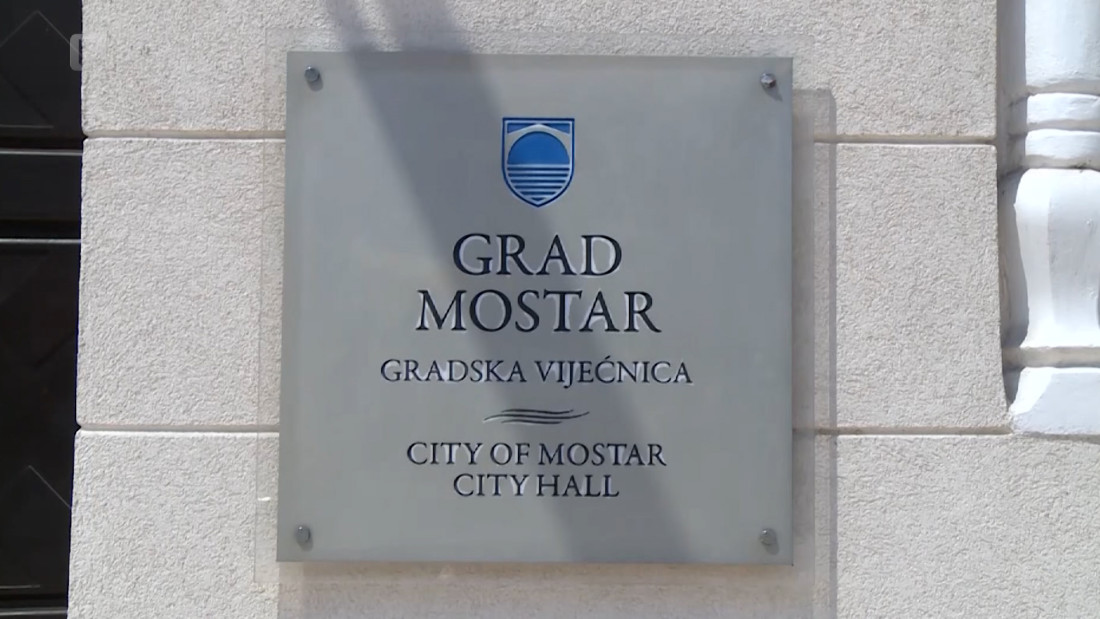 GRAD
MOSTAR
GRADSKA VIJEĆNICA
CITY OF MOSTAR
CITY HALL